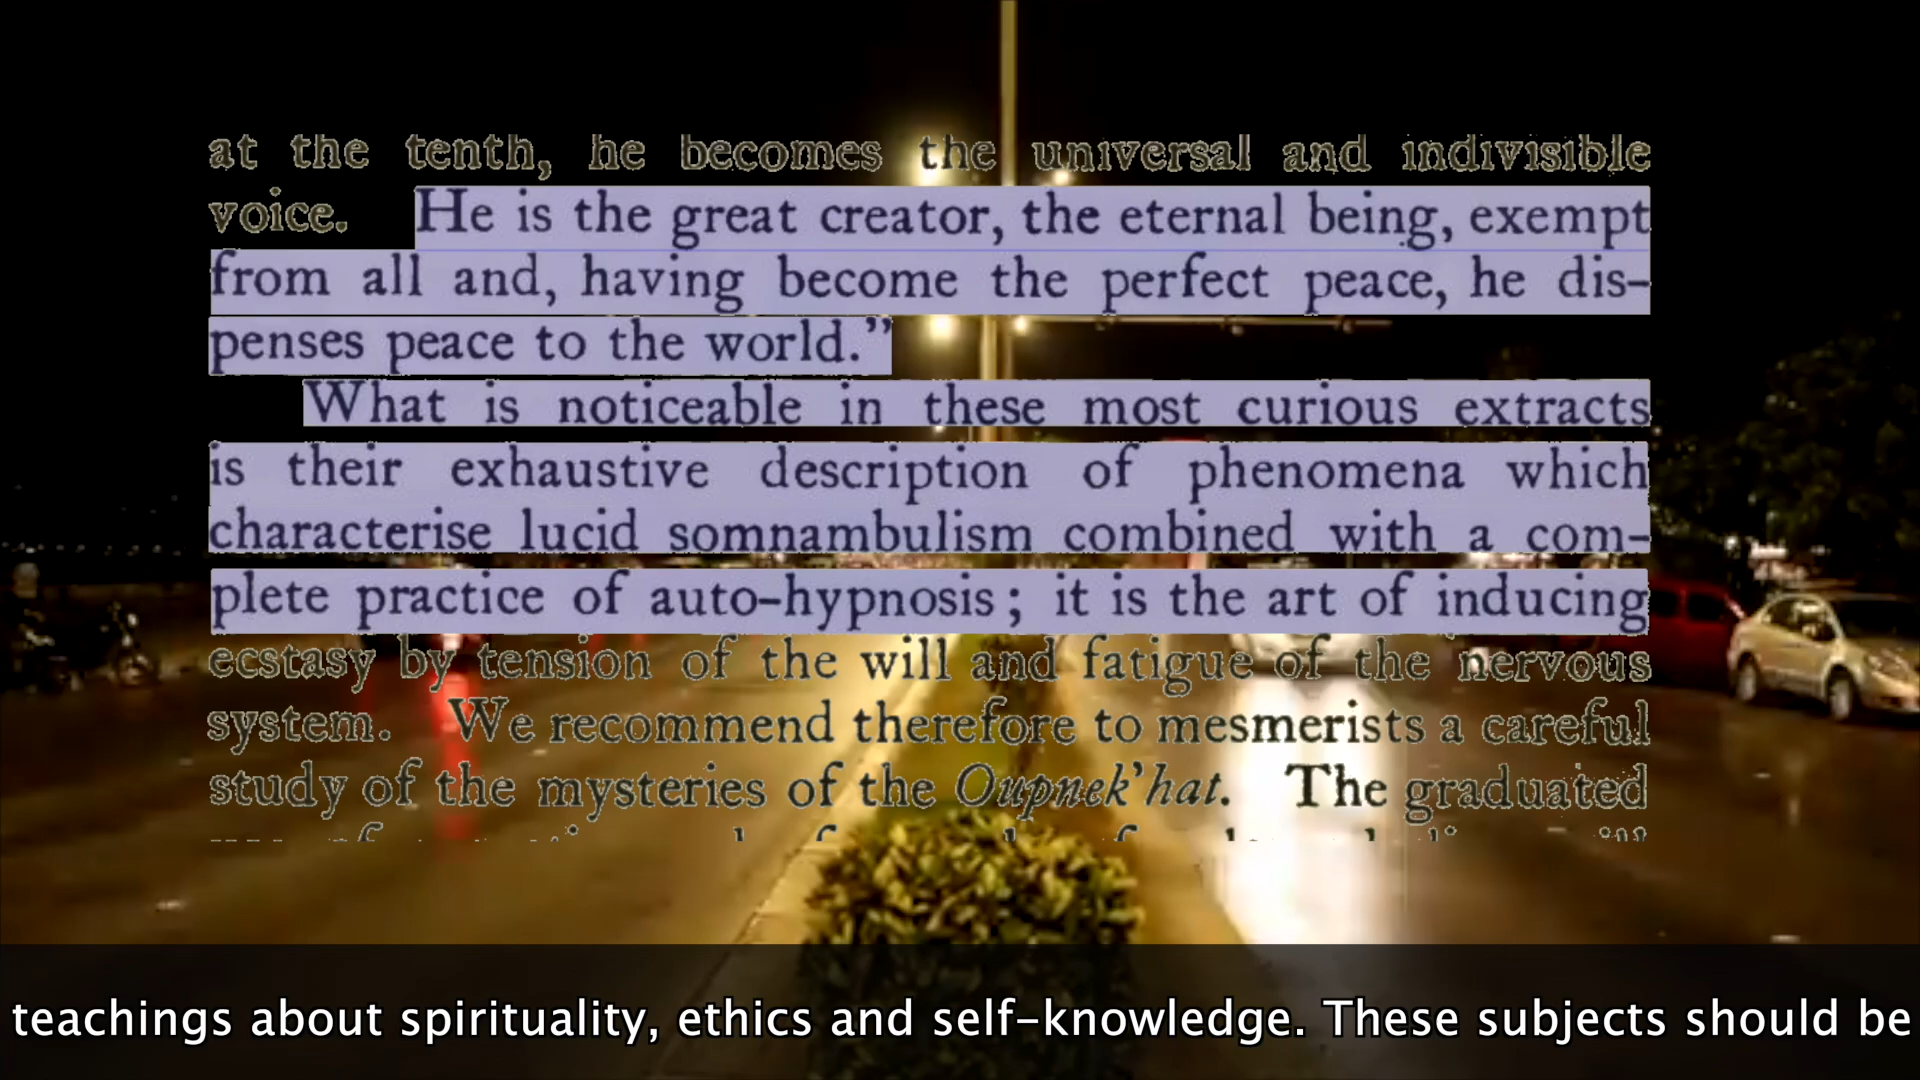 at the tenth, he becomes the universal and indivisible
voice. He is the great creator, the eternal being, exempt
from all and, having become the perfect peace, he dis-
penses peace to the world.”
What is noticeable in these most curious extracts
is their exhaustive description of phenomena which
characterise lucid somnambulism combined with a com-
plete practice of auto-hypnosis; it is the art of inducing
ecstasy by tension of the will and fatigue of the nervous
system. We recommend therefore to mesmerists a careful
study of the mysteries of the Oupnek’hat. The graduated
teachings about spirituality, ethics and self-knowledge. These subjects should be